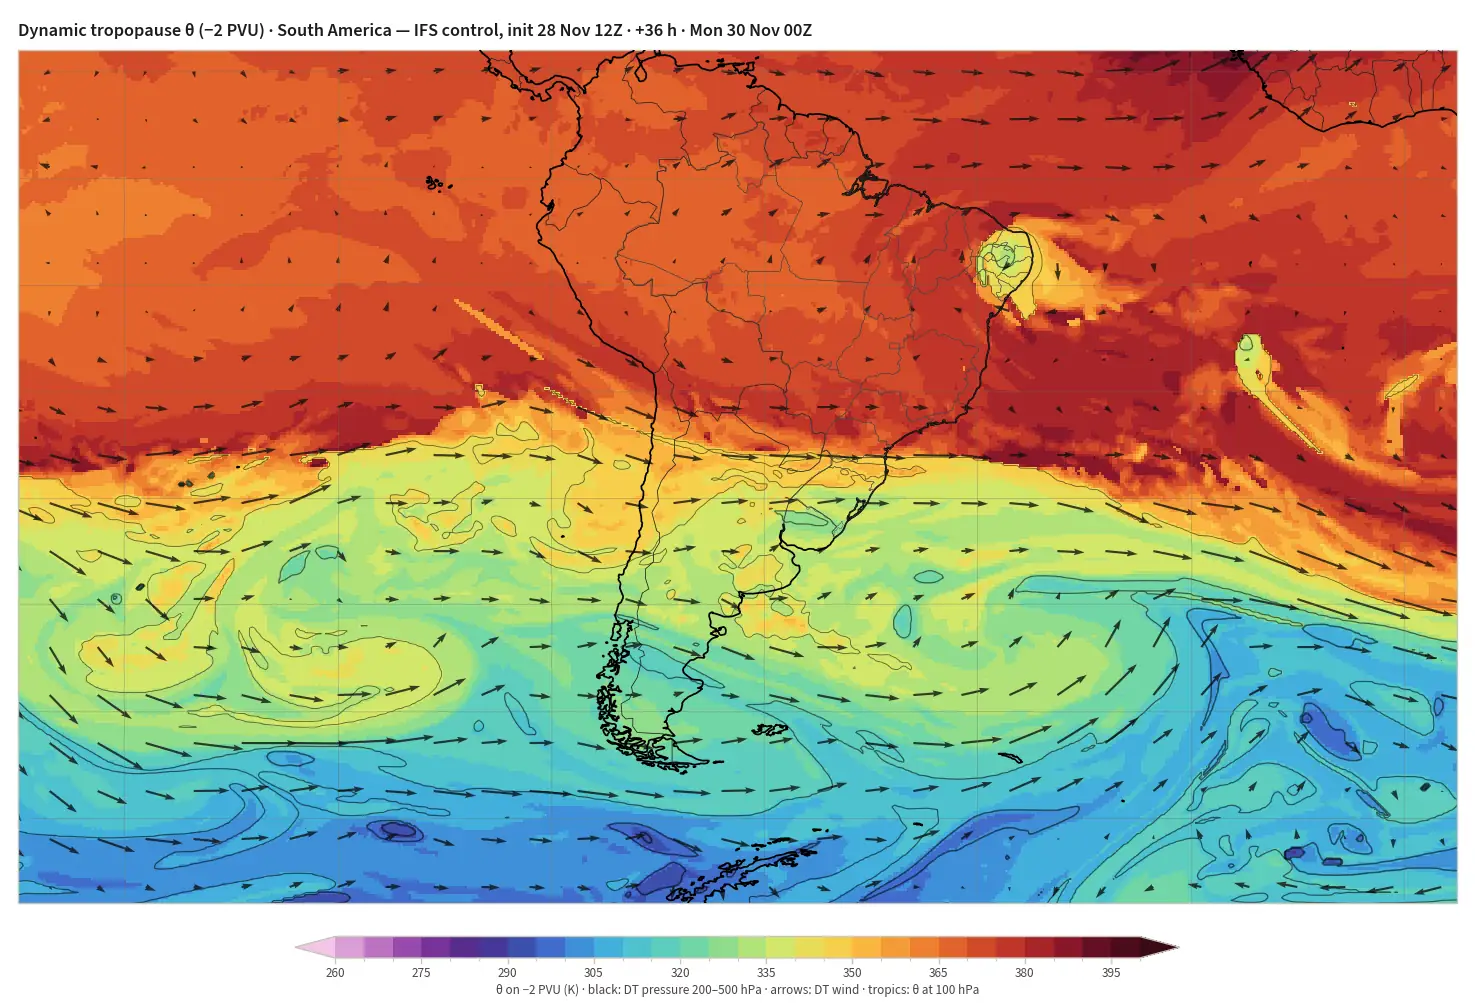 Dynamic tropopause θ (−2 PVU) · South America — IFS control, init 28 Nov 12Z · +36 h · Mon 30 Nov 00Z
260 275 290 305 320 335 350 365 380 395
θ on −2 PVU (K) · black: DT pressure 200–500 hPa · arrows: DT wind · tropics: θ at 100 hPa